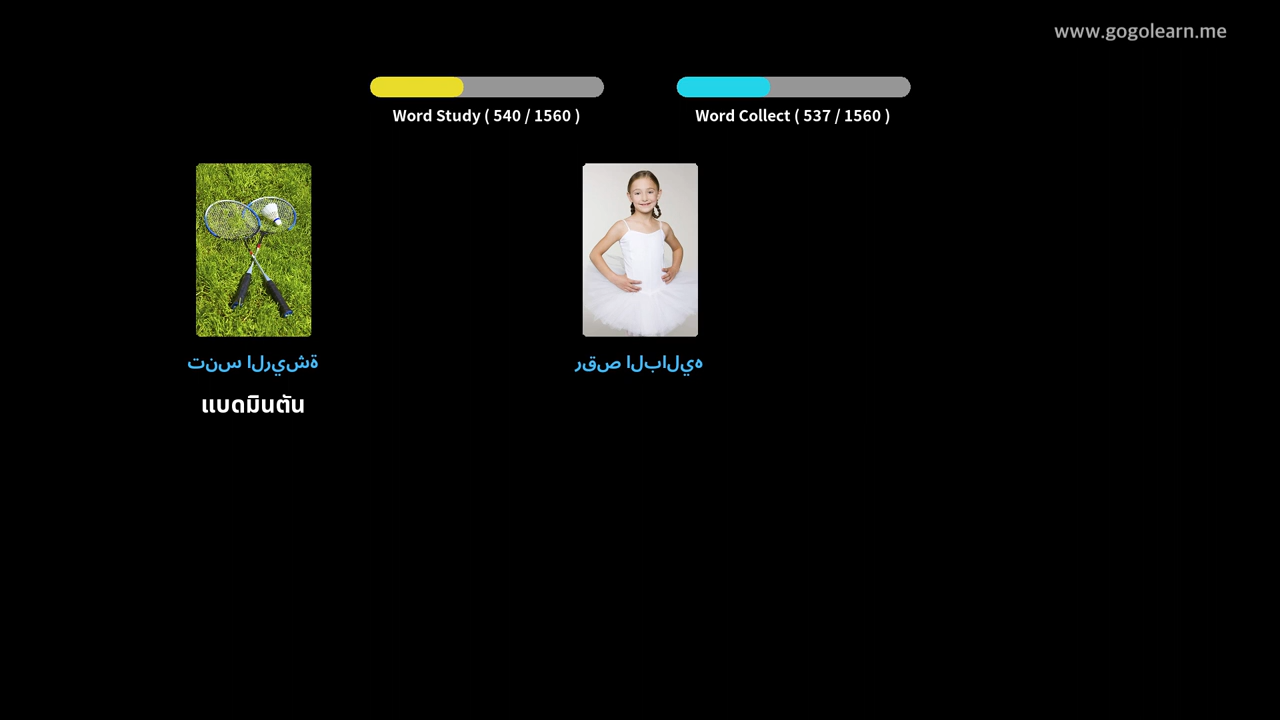 www.gogolearn.me
Word Study ( 540 / 1560 )
Word Collect ( 537 / 1560 )
تنس الريشة
رقص الباليه
แบดมินตัน